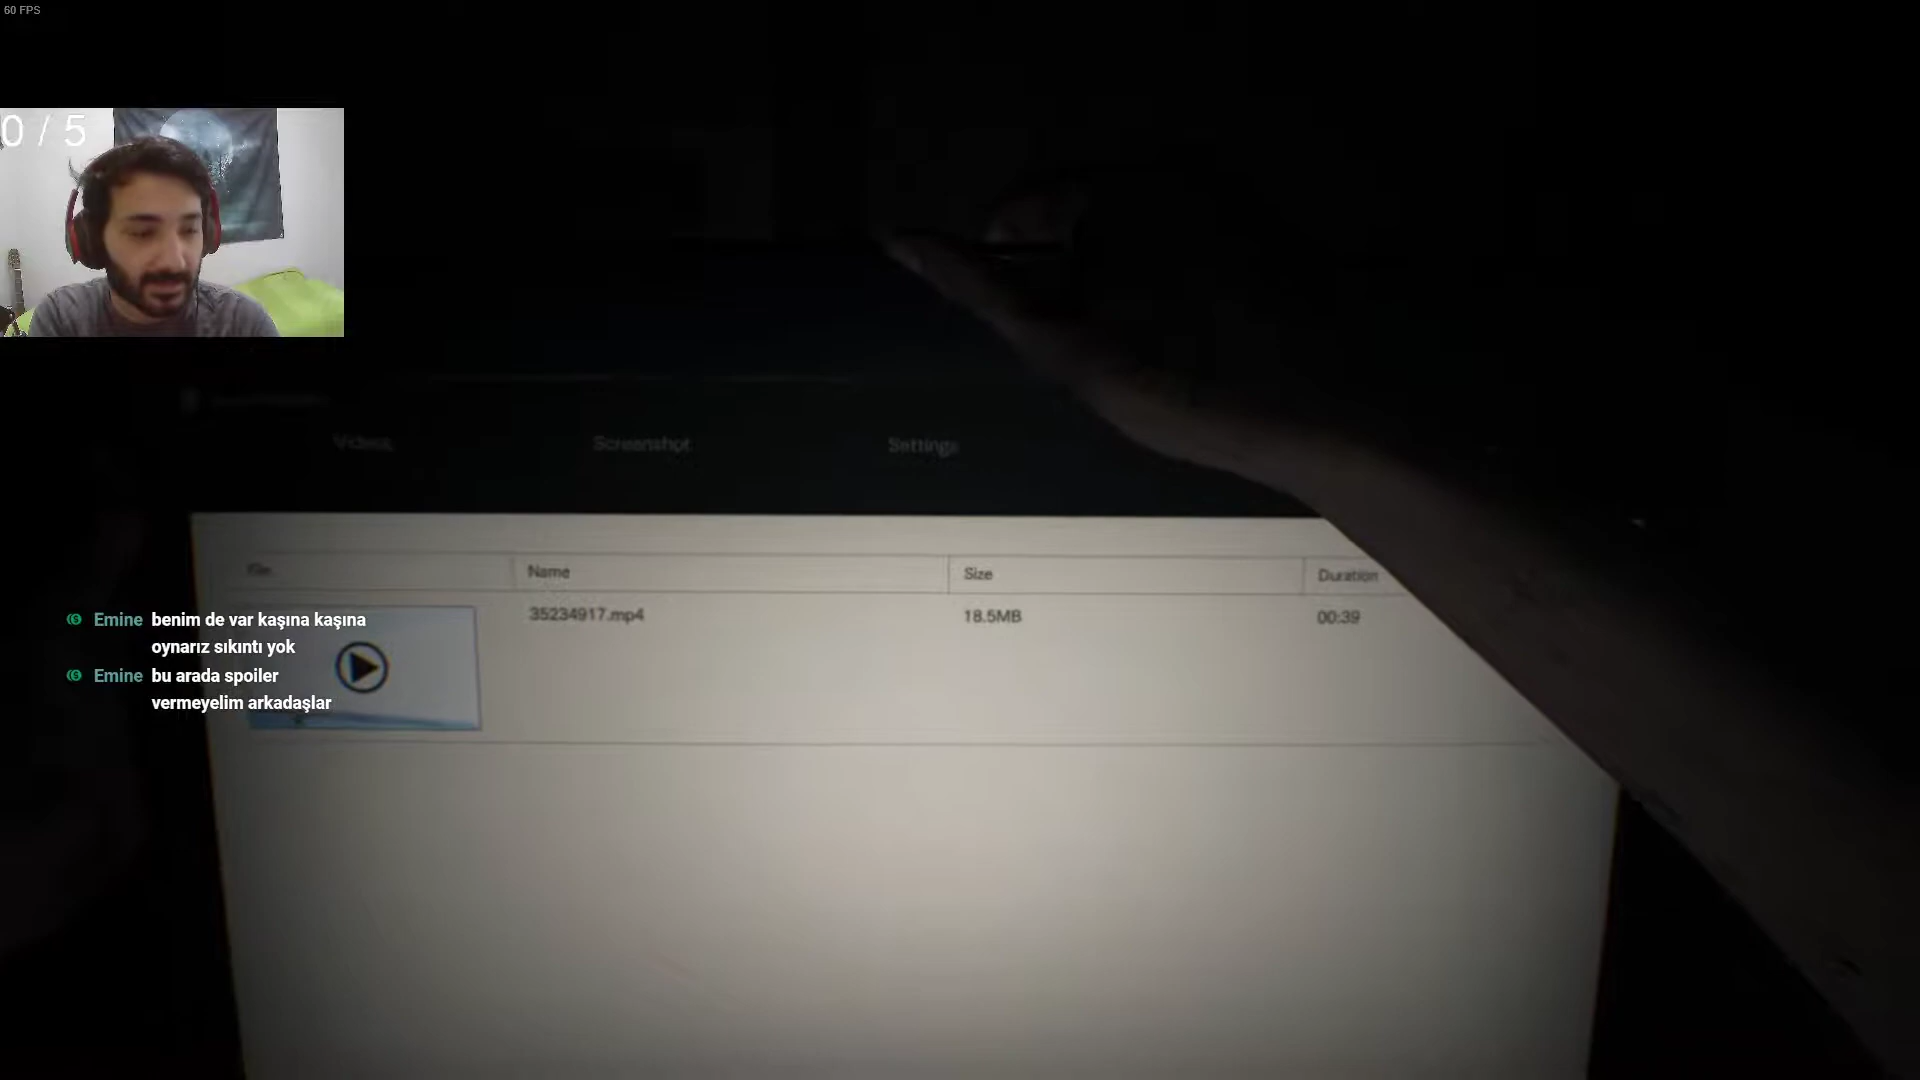 60 FPS
0 / 5
Videos
Screenshot
Settings
File
Name
Size
Duration
35234917.mp4
18.5MB
00:39
Emine benim de var kaşına kaşına
oynarız sıkıntı yok
Emine bu arada spoiler
vermeyelim arkadaşlar